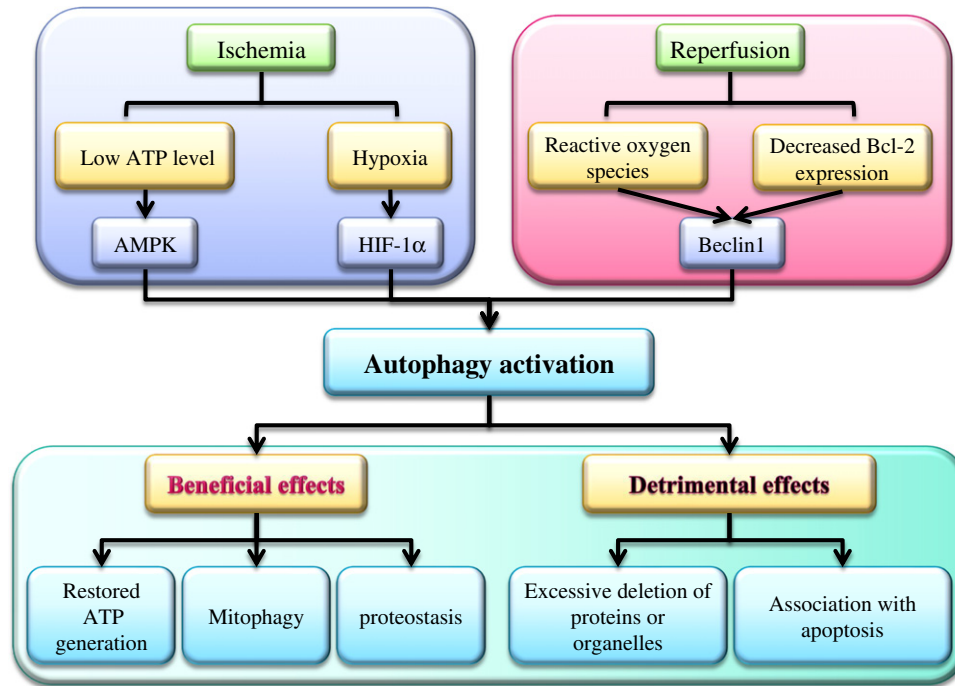 Ischemia
Reperfusion
Low ATP level
Hypoxia
Reactive oxygen
species
Decreased Bcl-2
expression
AMPK
HIF-1α
Beclin1
Autophagy activation
Beneficial effects
Detrimental effects
Restored
ATP
generation
Mitophagy
proteostasis
Excessive deletion of
proteins or
organelles
Association with
apoptosis